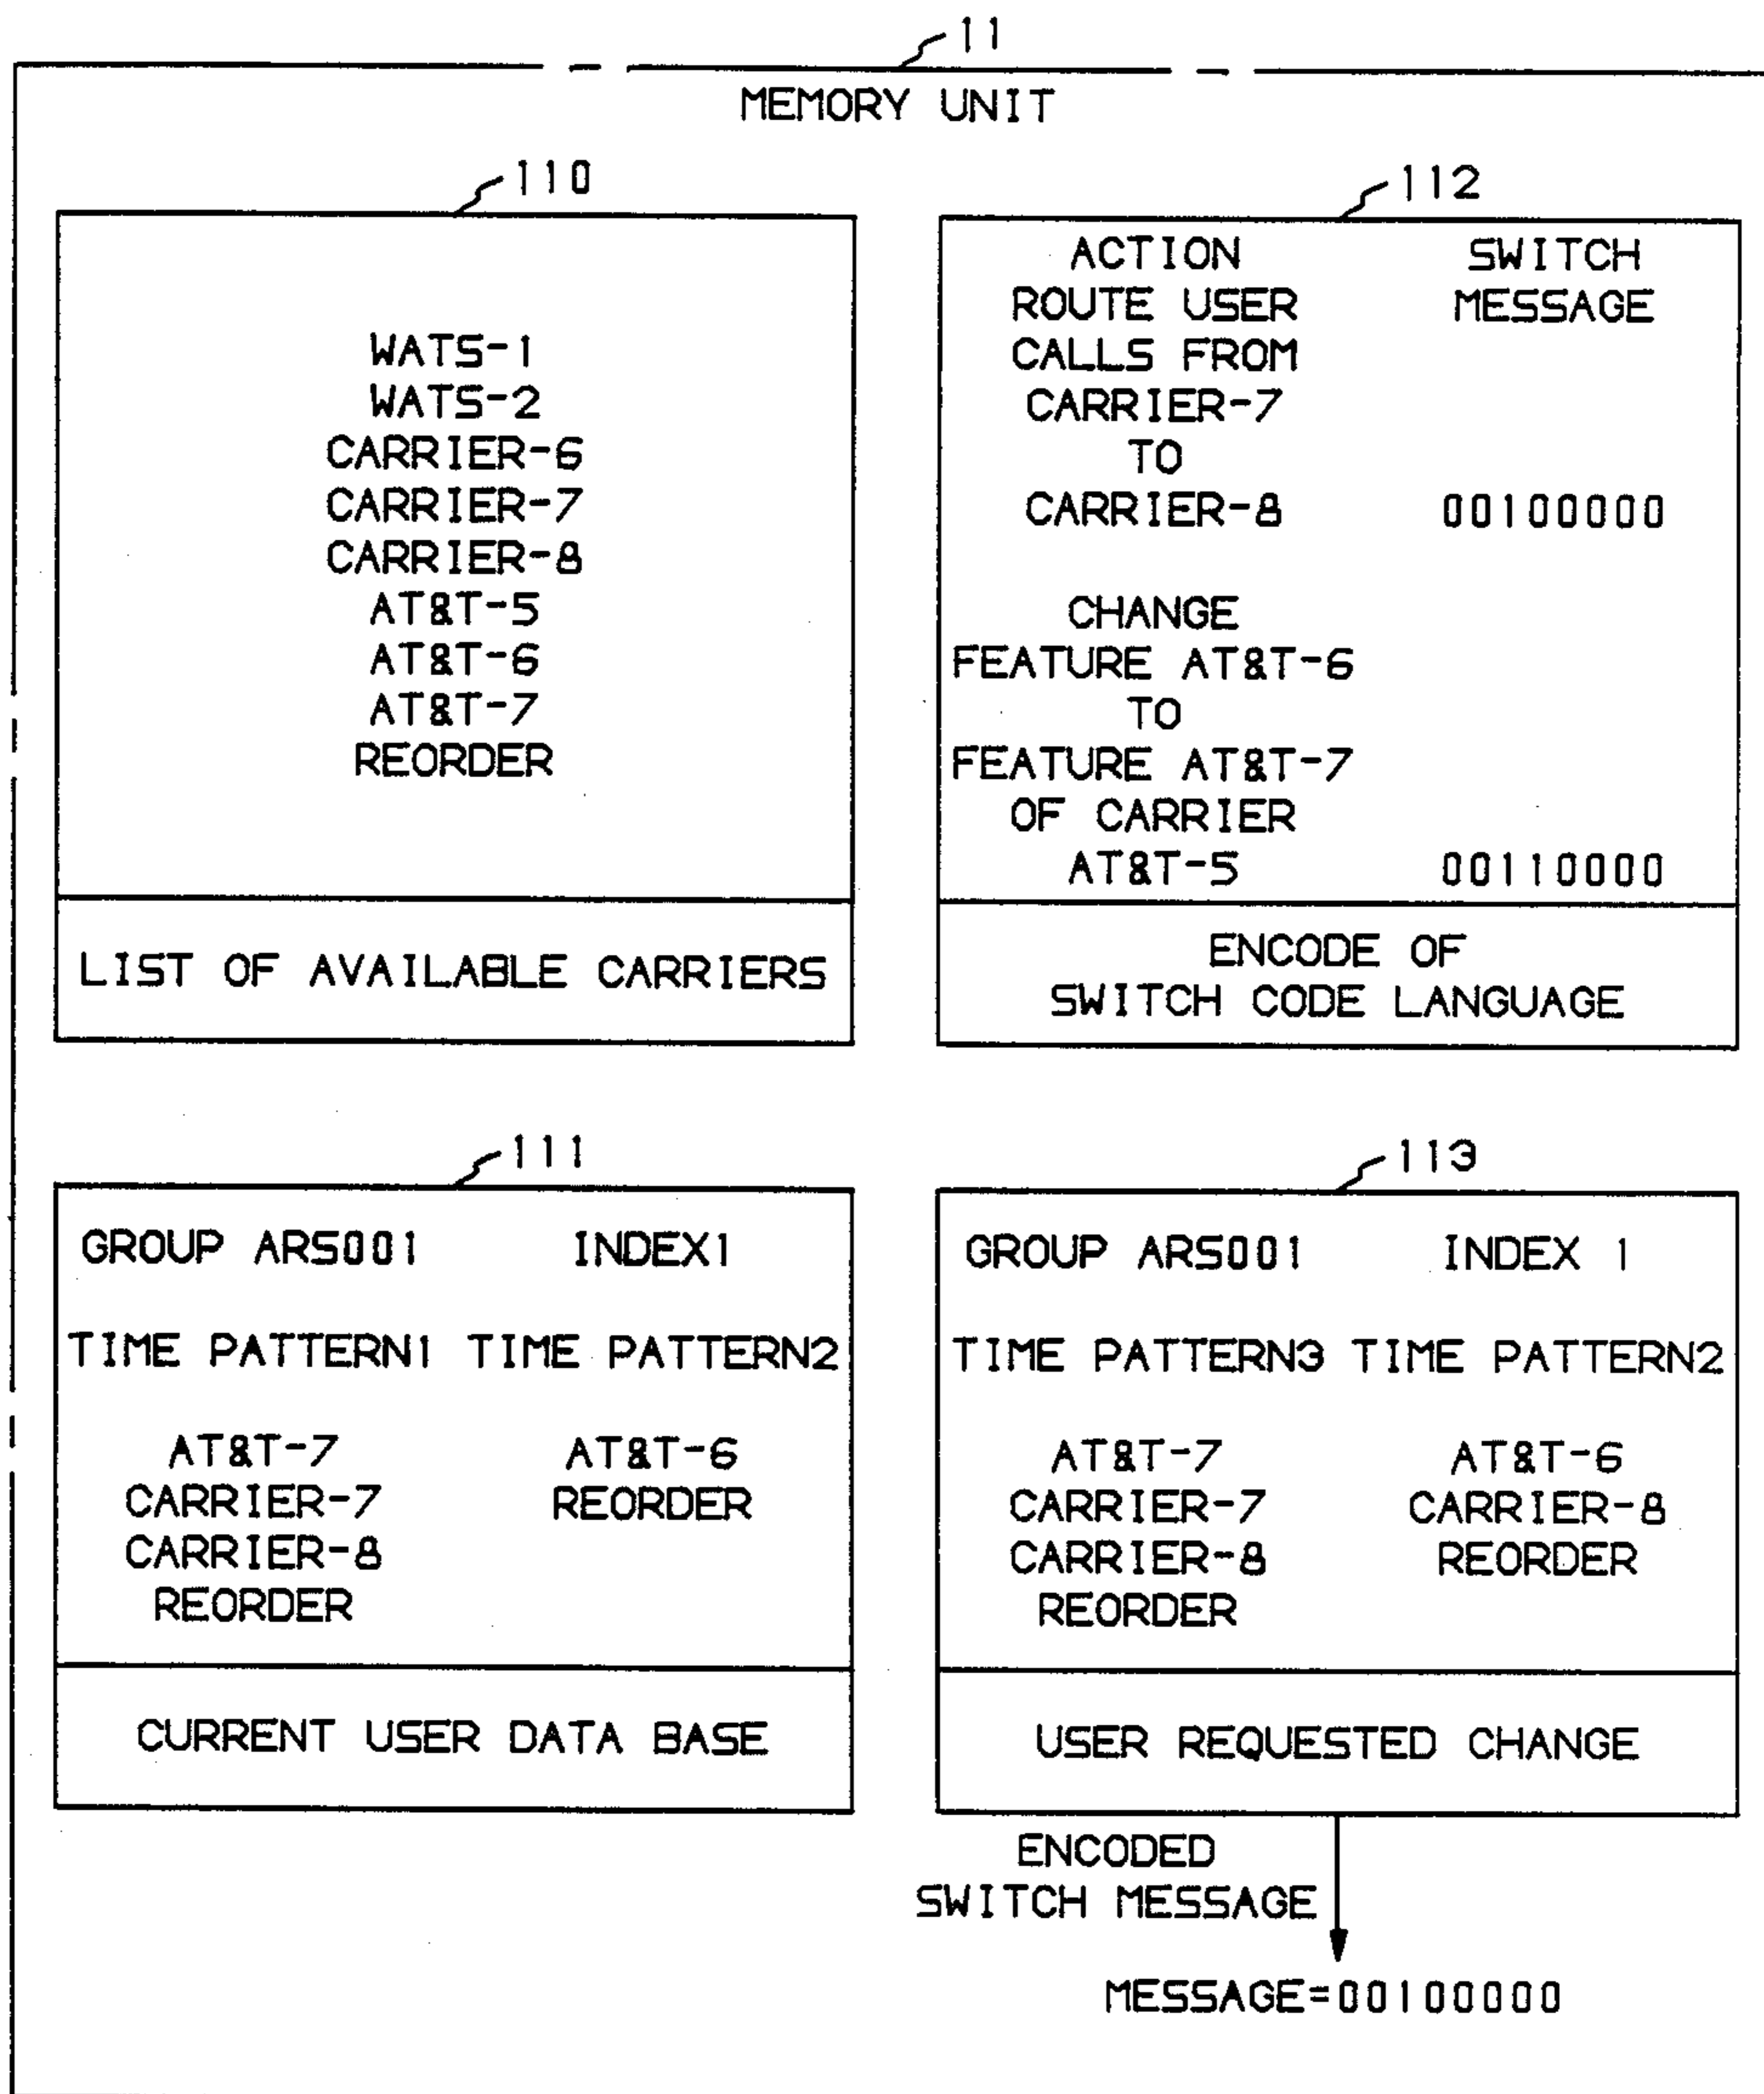 11
MEMORY UNIT
110
WATS-1
WATS-2
CARRIER-6
CARRIER-7
CARRIER-8
AT&T-5
AT&T-6
AT&T-7
REORDER
LIST OF AVAILABLE CARRIERS
112
ACTION SWITCH
ROUTE USER MESSAGE
CALLS FROM
CARRIER-7
TO
CARRIER-8 00100000
CHANGE
FEATURE AT&T-6
TO
FEATURE AT&T-7
OF CARRIER
AT&T-5 00110000
ENCODE OF
SWITCH CODE LANGUAGE
111
GROUP ARS001 INDEX1
TIME PATTERN1 TIME PATTERN2
AT&T-7 AT&T-6
CARRIER-7 REORDER
CARRIER-8
REORDER
CURRENT USER DATA BASE
113
GROUP ARS001 INDEX 1
TIME PATTERN3 TIME PATTERN2
AT&T-7 AT&T-6
CARRIER-7 CARRIER-8
CARRIER-8 REORDER
REORDER
USER REQUESTED CHANGE
ENCODED
SWITCH MESSAGE
MESSAGE=00100000